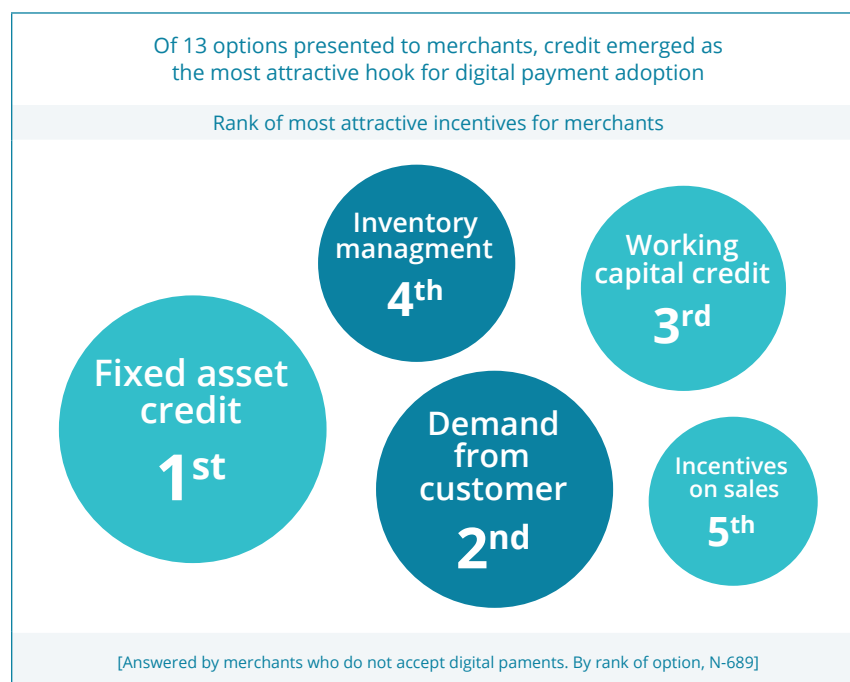 Of 13 options presented to merchants, credit emerged as
the most attractive hook for digital payment adoption
Rank of most attractive incentives for merchants
Fixed asset
credit
1st
Inventory
managment
4th
Demand
from
customer
2nd
Working
capital credit
3rd
Incentives
on sales
5th
[Answered by merchants who do not accept digital paments. By rank of option, N-689]